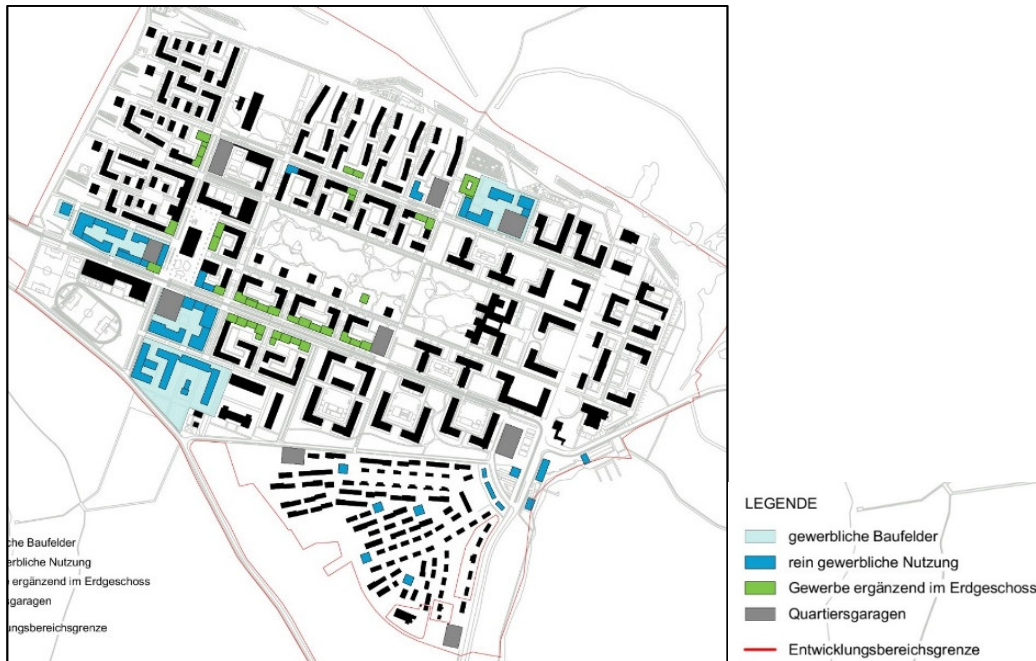 che Baufelder
erbliche Nutzung
e ergänzend im Erdgeschoss
sgaragen
ungsbereichsgrenze
LEGENDE
gewerbliche Baufelder
rein gewerbliche Nutzung
Gewerbe ergänzend im Erdgeschoss
Quartiersgaragen
Entwicklungsbereichsgrenze